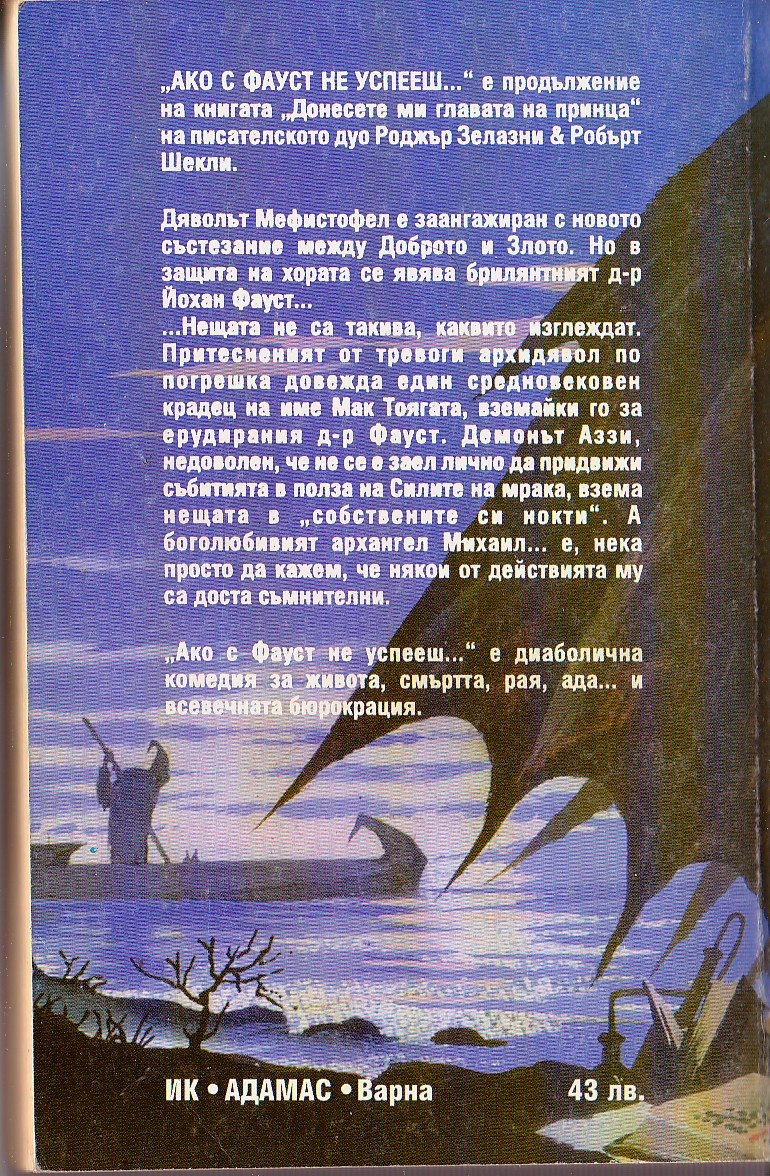 „АКО С ФАУСТ НЕ УСПЕЕШ...“ е продължение
на книгата „Донесете ми главата на принца“
на писателското дуо Роджър Зелазни & Робърт
Шекли.
Дяволът Мефистофел е заангажиран с новото
състезание между Доброто и Злото. Но в
защита на хората се явява брилянтният д-р
Йохан Фауст...
...Нещата не са такива, каквито изглеждат.
Притесненият от тревоги архидявол по
погрешка довежда един средновековен
крадец на име Мак Тоягата, вземайки го за
ерудирания д-р Фауст. Демонът Аззи,
недоволен, че не се е заел лично да придвижи
събитията в полза на Силите на мрака, взема
нещата в „собствените си нокти“. А
боголюбивият архангел Михаил... е, нека
просто да кажем, че някои от действията му
са доста съмнителни.
„Ако с Фауст не успееш...“ е диаболична
комедия за живота, смъртта, рая, ада... и
всевечната бюрокрация.
ИК • АДАМАС • Варна 43 лв.